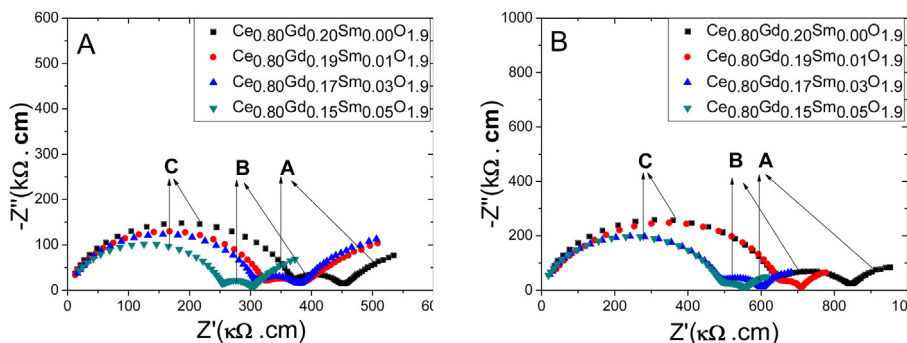 A
600
500
400
300
200
100
0
-Z"(kΩ. cm)
Ce0.80Gd0.20Sm0.00O1.9
Ce0.80Gd0.19Sm0.01O1.9
Ce0.80Gd0.17Sm0.03O1.9
Ce0.80Gd0.15Sm0.05O1.9
C B A
0 100 200 300 400 500 60
Z'(κΩ .cm)
B
1000
800
600
400
200
0
-Z"(kΩ. cm)
Ce0.80Gd0.20Sm0.00O1.9
Ce0.80Gd0.19Sm0.01O1.9
Ce0.80Gd0.17Sm0.03O1.9
Ce0.80Gd0.15Sm0.05O1.9
C B A
0 200 400 600 800 10
Z'(κΩ .cm)